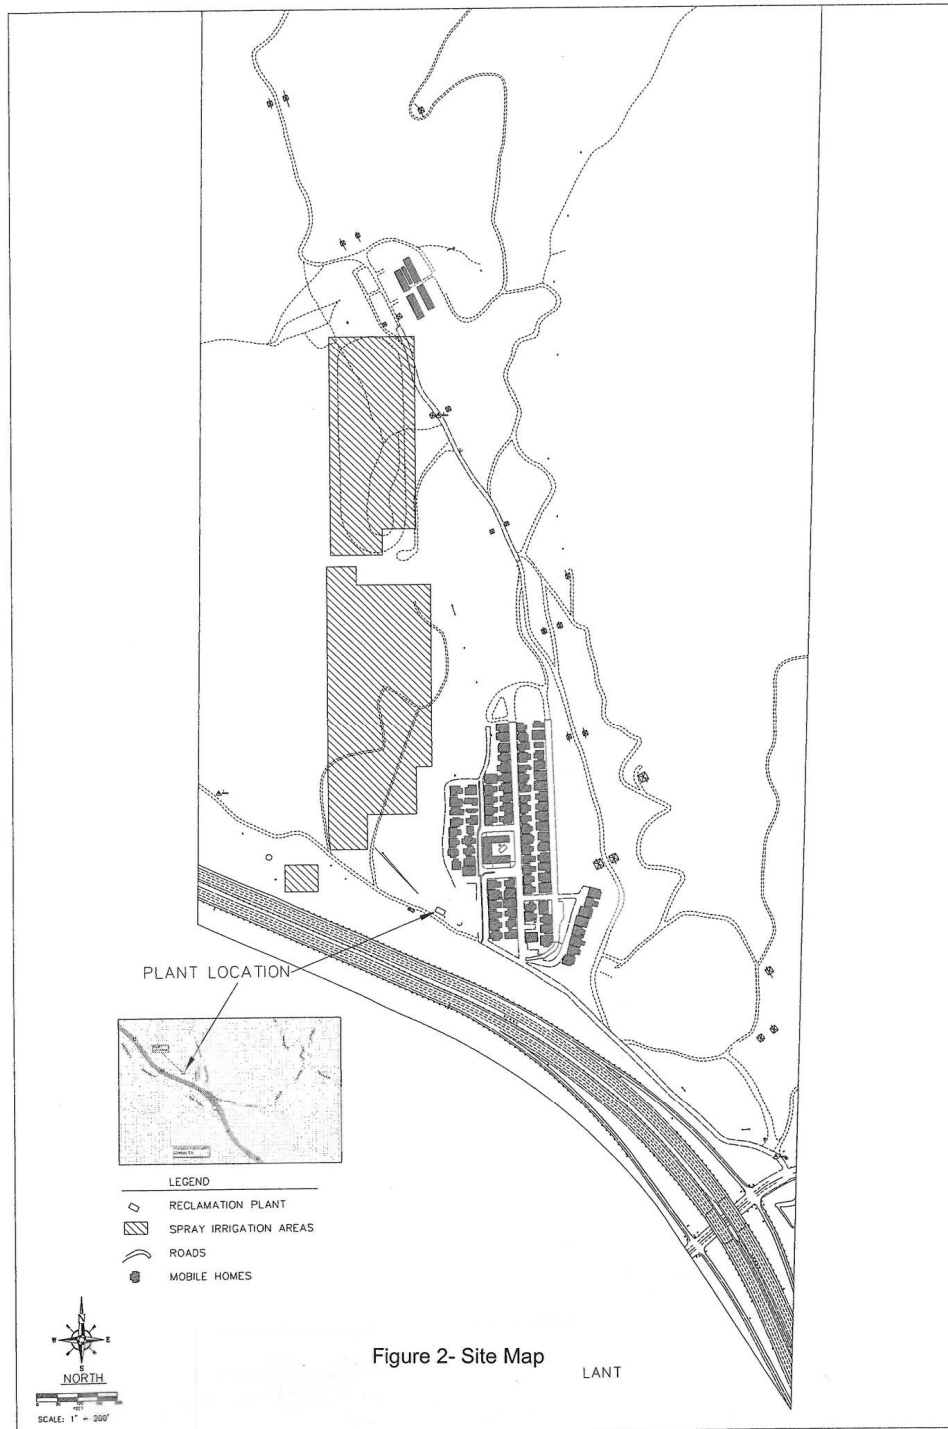 PLANT LOCATION
LEGEND
RECLAMATION PLANT
SPRAY IRRIGATION AREAS
ROADS
MOBILE HOMES
N
W E
S
NORTH
FEET
SCALE: 1" = 200'
Figure 2- Site Map
LANT